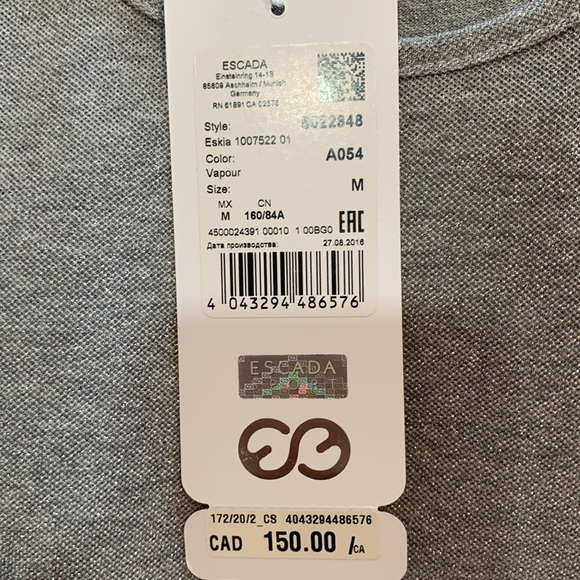 ESCADA
Einsteinring 14-18
85609 Aschheim / Munich
Germany
RN 61891 CA 02576
Style: 5022848
Eskia 1007522 01
Color: A054
Vapour
Size: M
MX CN
M 160/84A
4500024391 00010 1 00BG0 EAC
Дата производства: 27.08.2016
4 043294 486576
ESCADA
SPORT
172/20/2_CS 4043294486576
CAD 150.00 /CA